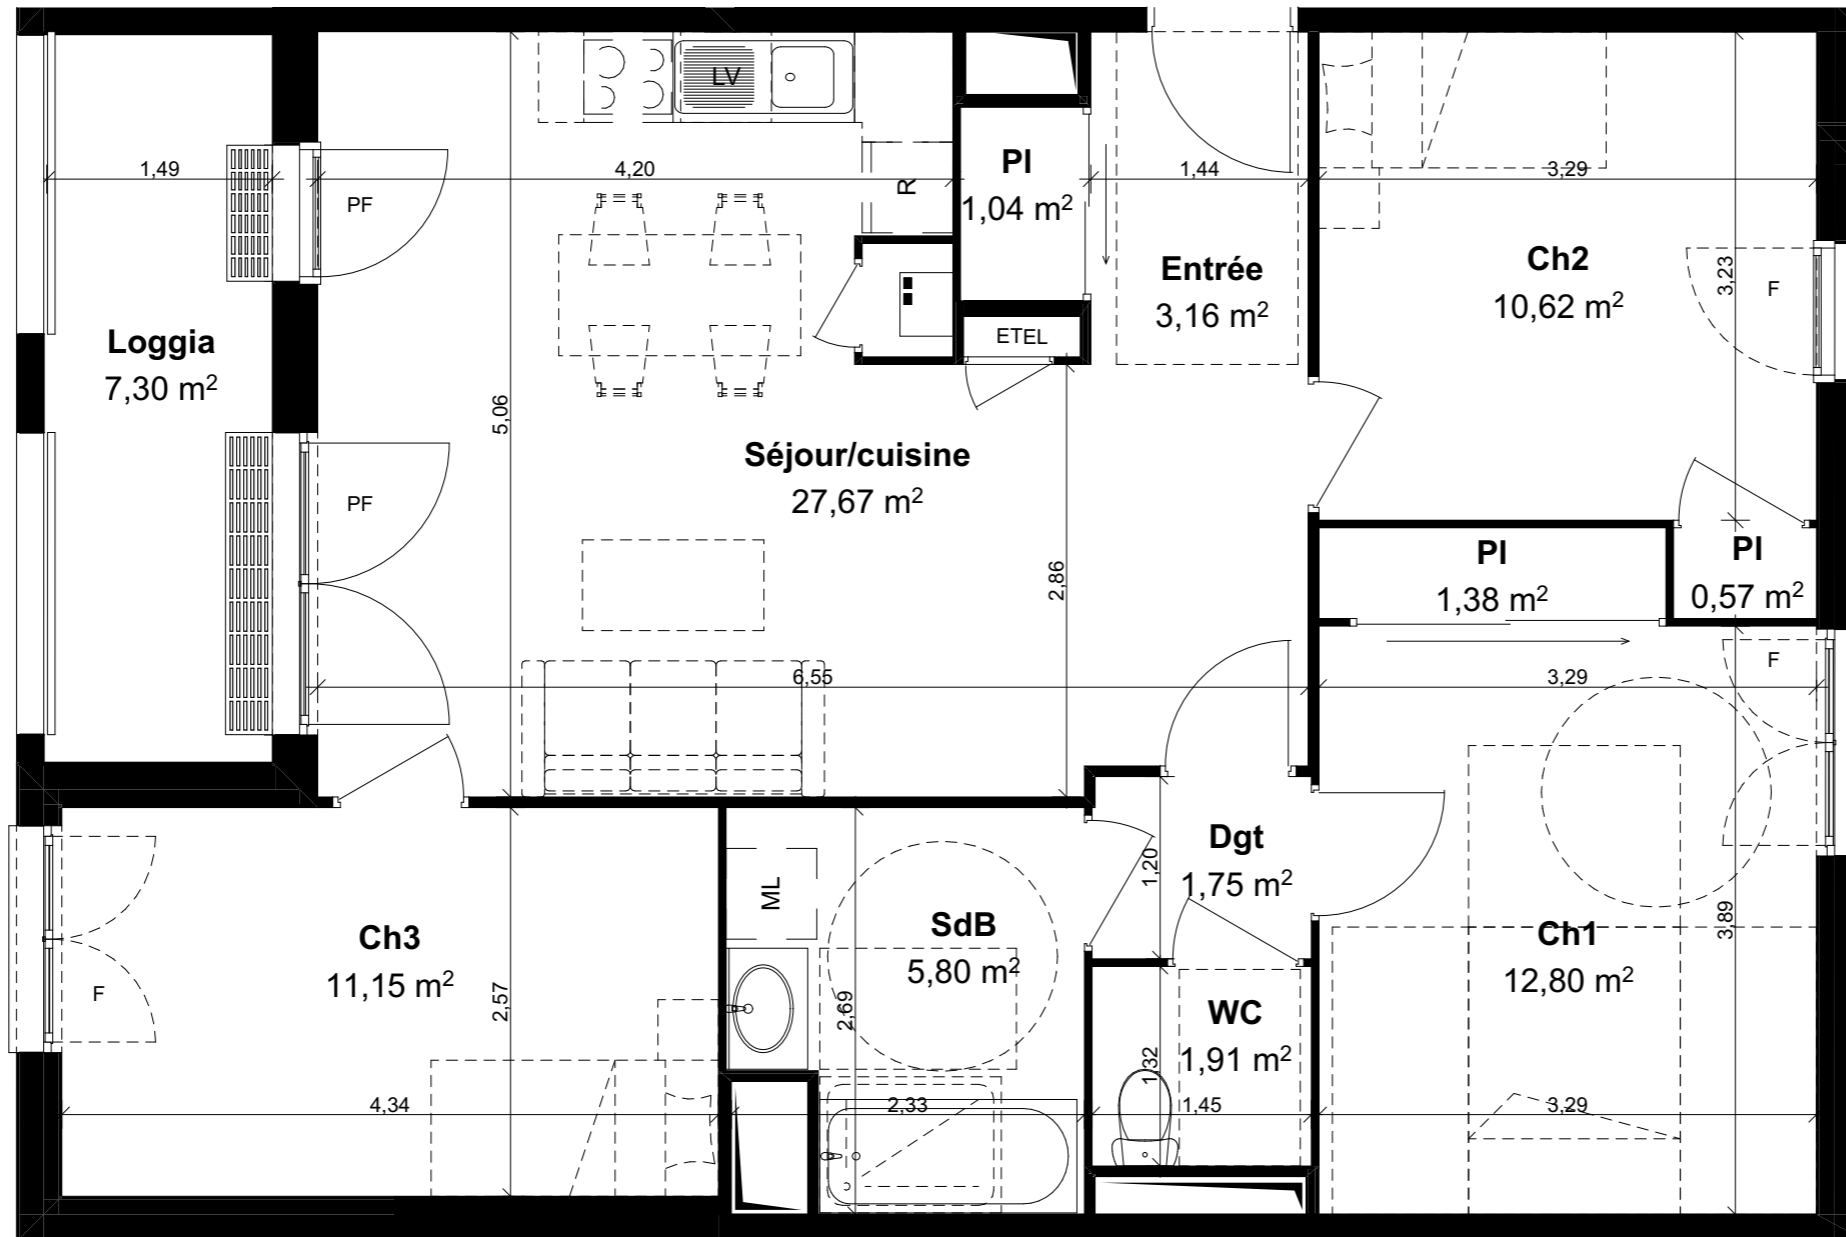 LV
1,49
4,20
PF
R
Pl
1,04 m²
1,44
3,29
Entrée
3,16 m²
Ch2
10,62 m²
3,23
F
ETEL
Loggia
7,30 m²
5,06
PF
Séjour/cuisine
27,67 m²
2,86
Pl
1,38 m²
Pl
0,57 m²
F
6,55
3,29
ML
SdB
5,80 m²
2,69
1,20
Dgt
1,75 m²
Ch1
12,80 m²
3,89
Ch3
11,15 m²
F
2,57
WC
1,91 m²
1,32
4,34
2,33
1,45
3,29